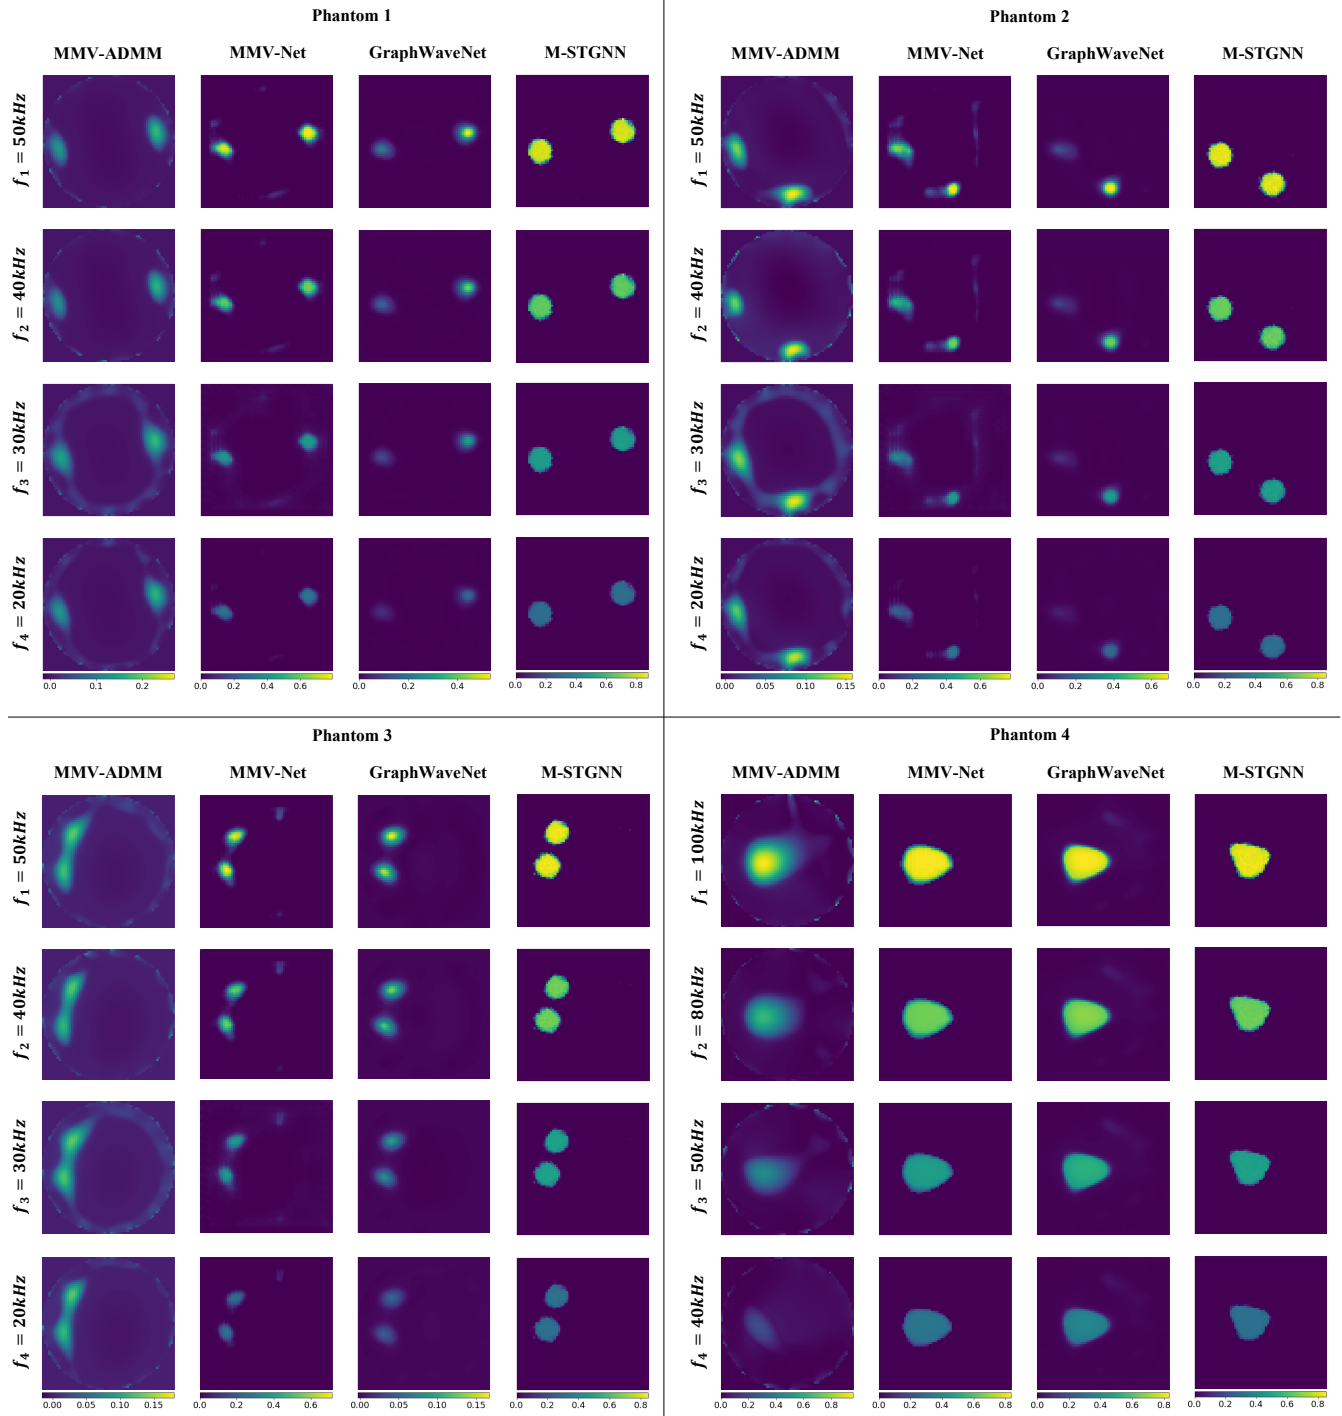 Phantom 1
MMV-ADMM MMV-Net GraphWaveNet M-STGNN
f₁ = 50kHz
f₂ = 40kHz
f₃ = 30kHz
f₄ = 20kHz
0.0 0.1 0.2 0.0 0.2 0.4 0.6 0.0 0.2 0.4 0.0 0.2 0.4 0.6 0.8
Phantom 2
MMV-ADMM MMV-Net GraphWaveNet M-STGNN
f₁ = 50kHz
f₂ = 40kHz
f₃ = 30kHz
f₄ = 20kHz
0.00 0.05 0.10 0.15 0.0 0.2 0.4 0.6 0.0 0.2 0.4 0.6 0.0 0.2 0.4 0.6 0.8
Phantom 3
MMV-ADMM MMV-Net GraphWaveNet M-STGNN
f₁ = 50kHz
f₂ = 40kHz
f₃ = 30kHz
f₄ = 20kHz
0.00 0.05 0.10 0.15 0.0 0.2 0.4 0.6 0.00 0.05 0.10 0.15 0.0 0.2 0.4 0.6 0.8
Phantom 4
MMV-ADMM MMV-Net GraphWaveNet M-STGNN
f₁ = 100kHz
f₂ = 80kHz
f₃ = 50kHz
f₄ = 40kHz
0.0 0.2 0.4 0.6 0.8 0.0 0.2 0.4 0.6 0.8 0.0 0.2 0.4 0.6 0.8 0.0 0.2 0.4 0.6 0.8